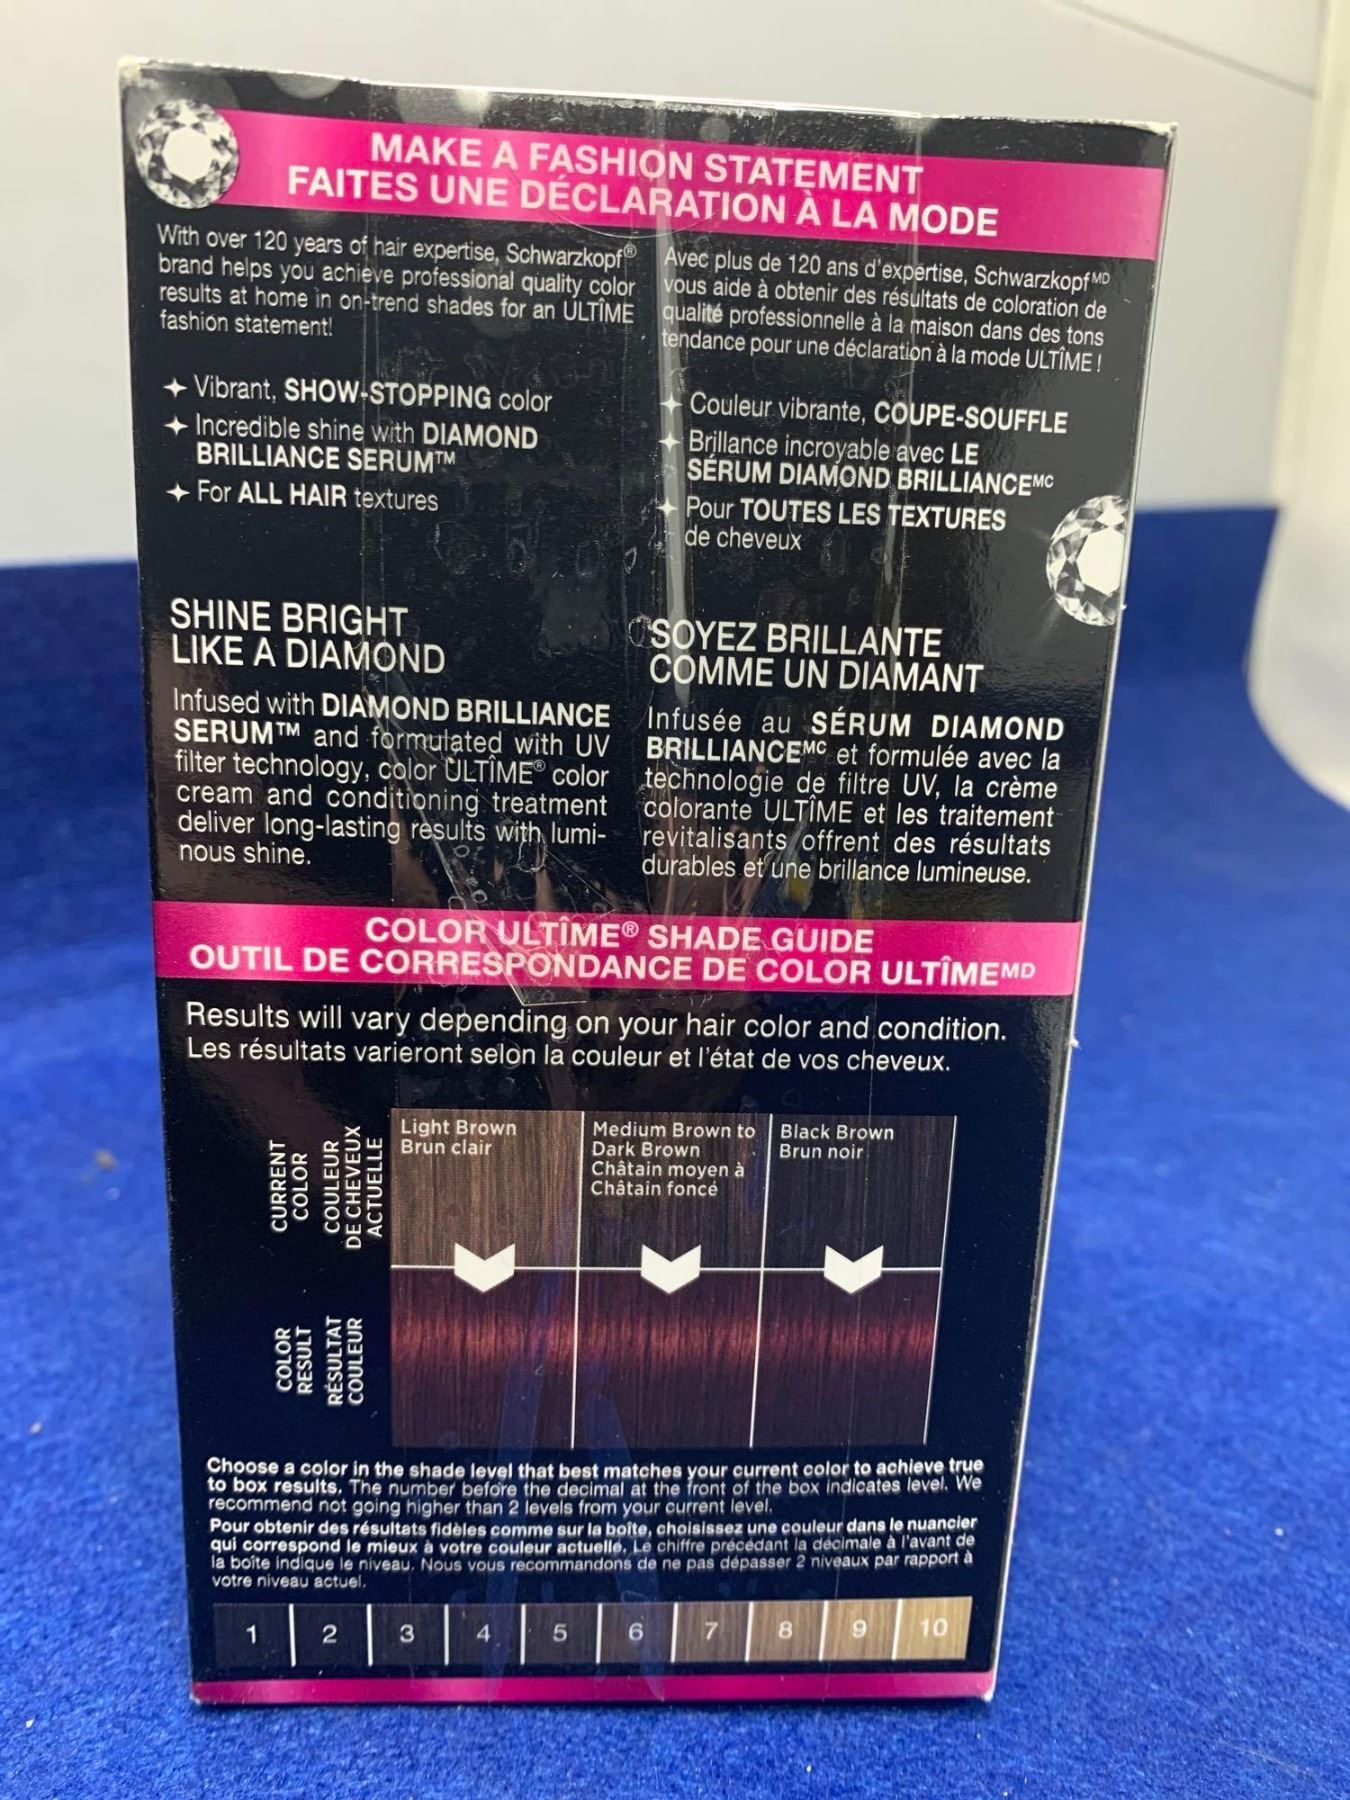 MAKE A FASHION STATEMENT
FAITES UNE DÉCLARATION À LA MODE
With over 120 years of hair expertise, Schwarzkopf®
brand helps you achieve professional quality color
results at home in on-trend shades for an ULTÎME
fashion statement!
✦ Vibrant, SHOW-STOPPING color
✦ Incredible shine with DIAMOND
BRILLIANCE SERUM™
✦ For ALL HAIR textures
Avec plus de 120 ans d'expertise, Schwarzkopf MD
vous aide à obtenir des résultats de coloration de
qualité professionnelle à la maison dans des tons
tendance pour une déclaration à la mode ULTÎME !
✦ Couleur vibrante, COUPE-SOUFFLE
✦ Brillance incroyable avec LE
SÉRUM DIAMOND BRILLIANCE MC
✦ Pour TOUTES LES TEXTURES
de cheveux
SHINE BRIGHT
LIKE A DIAMOND
Infused with DIAMOND BRILLIANCE
SERUM™ and formulated with UV
filter technology, color ULTÎME® color
cream and conditioning treatment
deliver long-lasting results with lumi-
nous shine.
SOYEZ BRILLANTE
COMME UN DIAMANT
Infusée au SÉRUM DIAMOND
BRILLIANCE MC et formulée avec la
technologie de filtre UV, la crème
colorante ULTÎME et les traitement
revitalisants offrent des résultats
durables et une brillance lumineuse.
COLOR ULTÎME® SHADE GUIDE
OUTIL DE CORRESPONDANCE DE COLOR ULTÎME MD
Results will vary depending on your hair color and condition.
Les résultats varieront selon la couleur et l'état de vos cheveux.
CURRENT
COLOR
COULEUR
DE CHEVEUX
ACTUELLE
Light Brown
Brun clair
Medium Brown to
Dark Brown
Châtain moyen à
Châtain foncé
Black Brown
Brun noir
COLOR
RESULT
RÉSULTAT
COULEUR
Choose a color in the shade level that best matches your current color to achieve true
to box results. The number before the decimal at the front of the box indicates level. We
recommend not going higher than 2 levels from your current level.
Pour obtenir des résultats fidèles comme sur la boîte, choisissez une couleur dans le nuancier
qui correspond le mieux à votre couleur actuelle. Le chiffre précédant la décimale à l'avant de
la boîte indique le niveau. Nous vous recommandons de ne pas dépasser 2 niveaux par rapport à
votre niveau actuel.
1 2 3 4 5 6 7 8 9 10